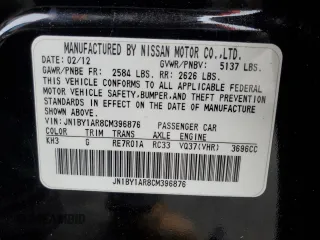 MANUFACTURED BY NISSAN MOTOR CO.,LTD.
DATE: 02/12 GVWR/PNBV: 5137 LBS.
GAWR/PNBE FR: 2584 LBS. RR: 2626 LBS.
THIS VEHICLE CONFORMS TO ALL APPLICABLE FEDERAL
MOTOR VEHICLE SAFETY,BUMPER,AND THEFT PREVENTION
STANDARDS IN EFFECT ON THE DATE OF MANUFACTURE
SHOWN ABOVE.
JN1BY1AR8CM396876 PASSENGER CAR
COLOR TRIM TRANS AXLE ENGINE
KH3 G RE7R01A RC33 VQ37(VHR) 3696CC
JN1BY1AR8CM396876